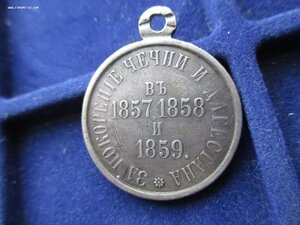 ЗА ПОКОРЕНІЕ ЧЕЧНИ И ДАГЕСТАНА
ВЪ
1857, 1858
И
1859.